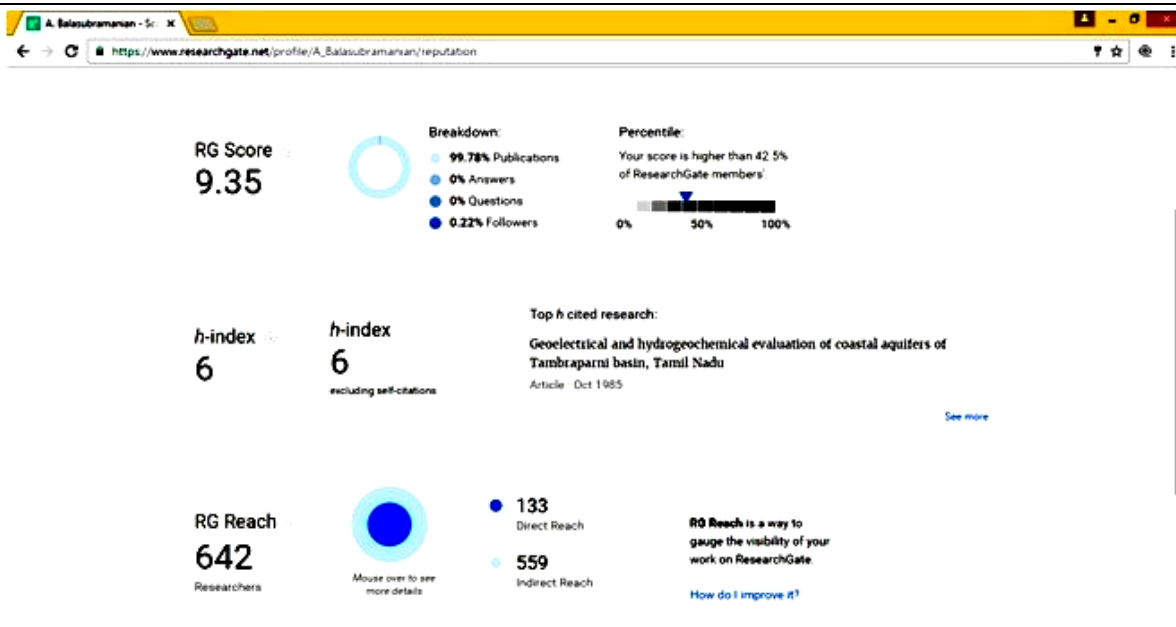 A. Balasubramanian - Sc
https://www.researchgate.net/profile/A_Balasubramanian/reputation
RG Score
9.35
Breakdown:
99.78% Publications
0% Answers
0% Questions
0.22% Followers
Percentile:
Your score is higher than 42.5%
of ResearchGate members'
0% 50% 100%
h-index
6
h-index
6
excluding self-citations
Top h cited research:
Geoelectrical and hydrogeochemical evaluation of coastal aquifers of
Tambraparni basin, Tamil Nadu
Article Oct 1985
See more
RG Reach
642
Researchers
Mouse over to see
more details
133
Direct Reach
559
Indirect Reach
RG Reach is a way to
gauge the visibility of your
work on ResearchGate.
How do I improve it?